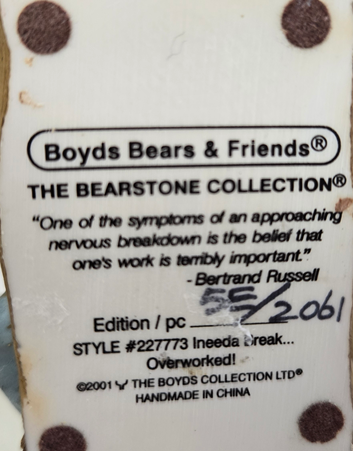 Boyds Bears & Friends®
THE BEARSTONE COLLECTION®
“One of the symptoms of an approaching
nervous breakdown is the belief that
one's work is terribly important.”
- Bertrand Russell
Edition / pc 5E/2061
STYLE #227773 Ineeda Break...
Overworked!
©2001 THE BOYDS COLLECTION LTD®
HANDMADE IN CHINA